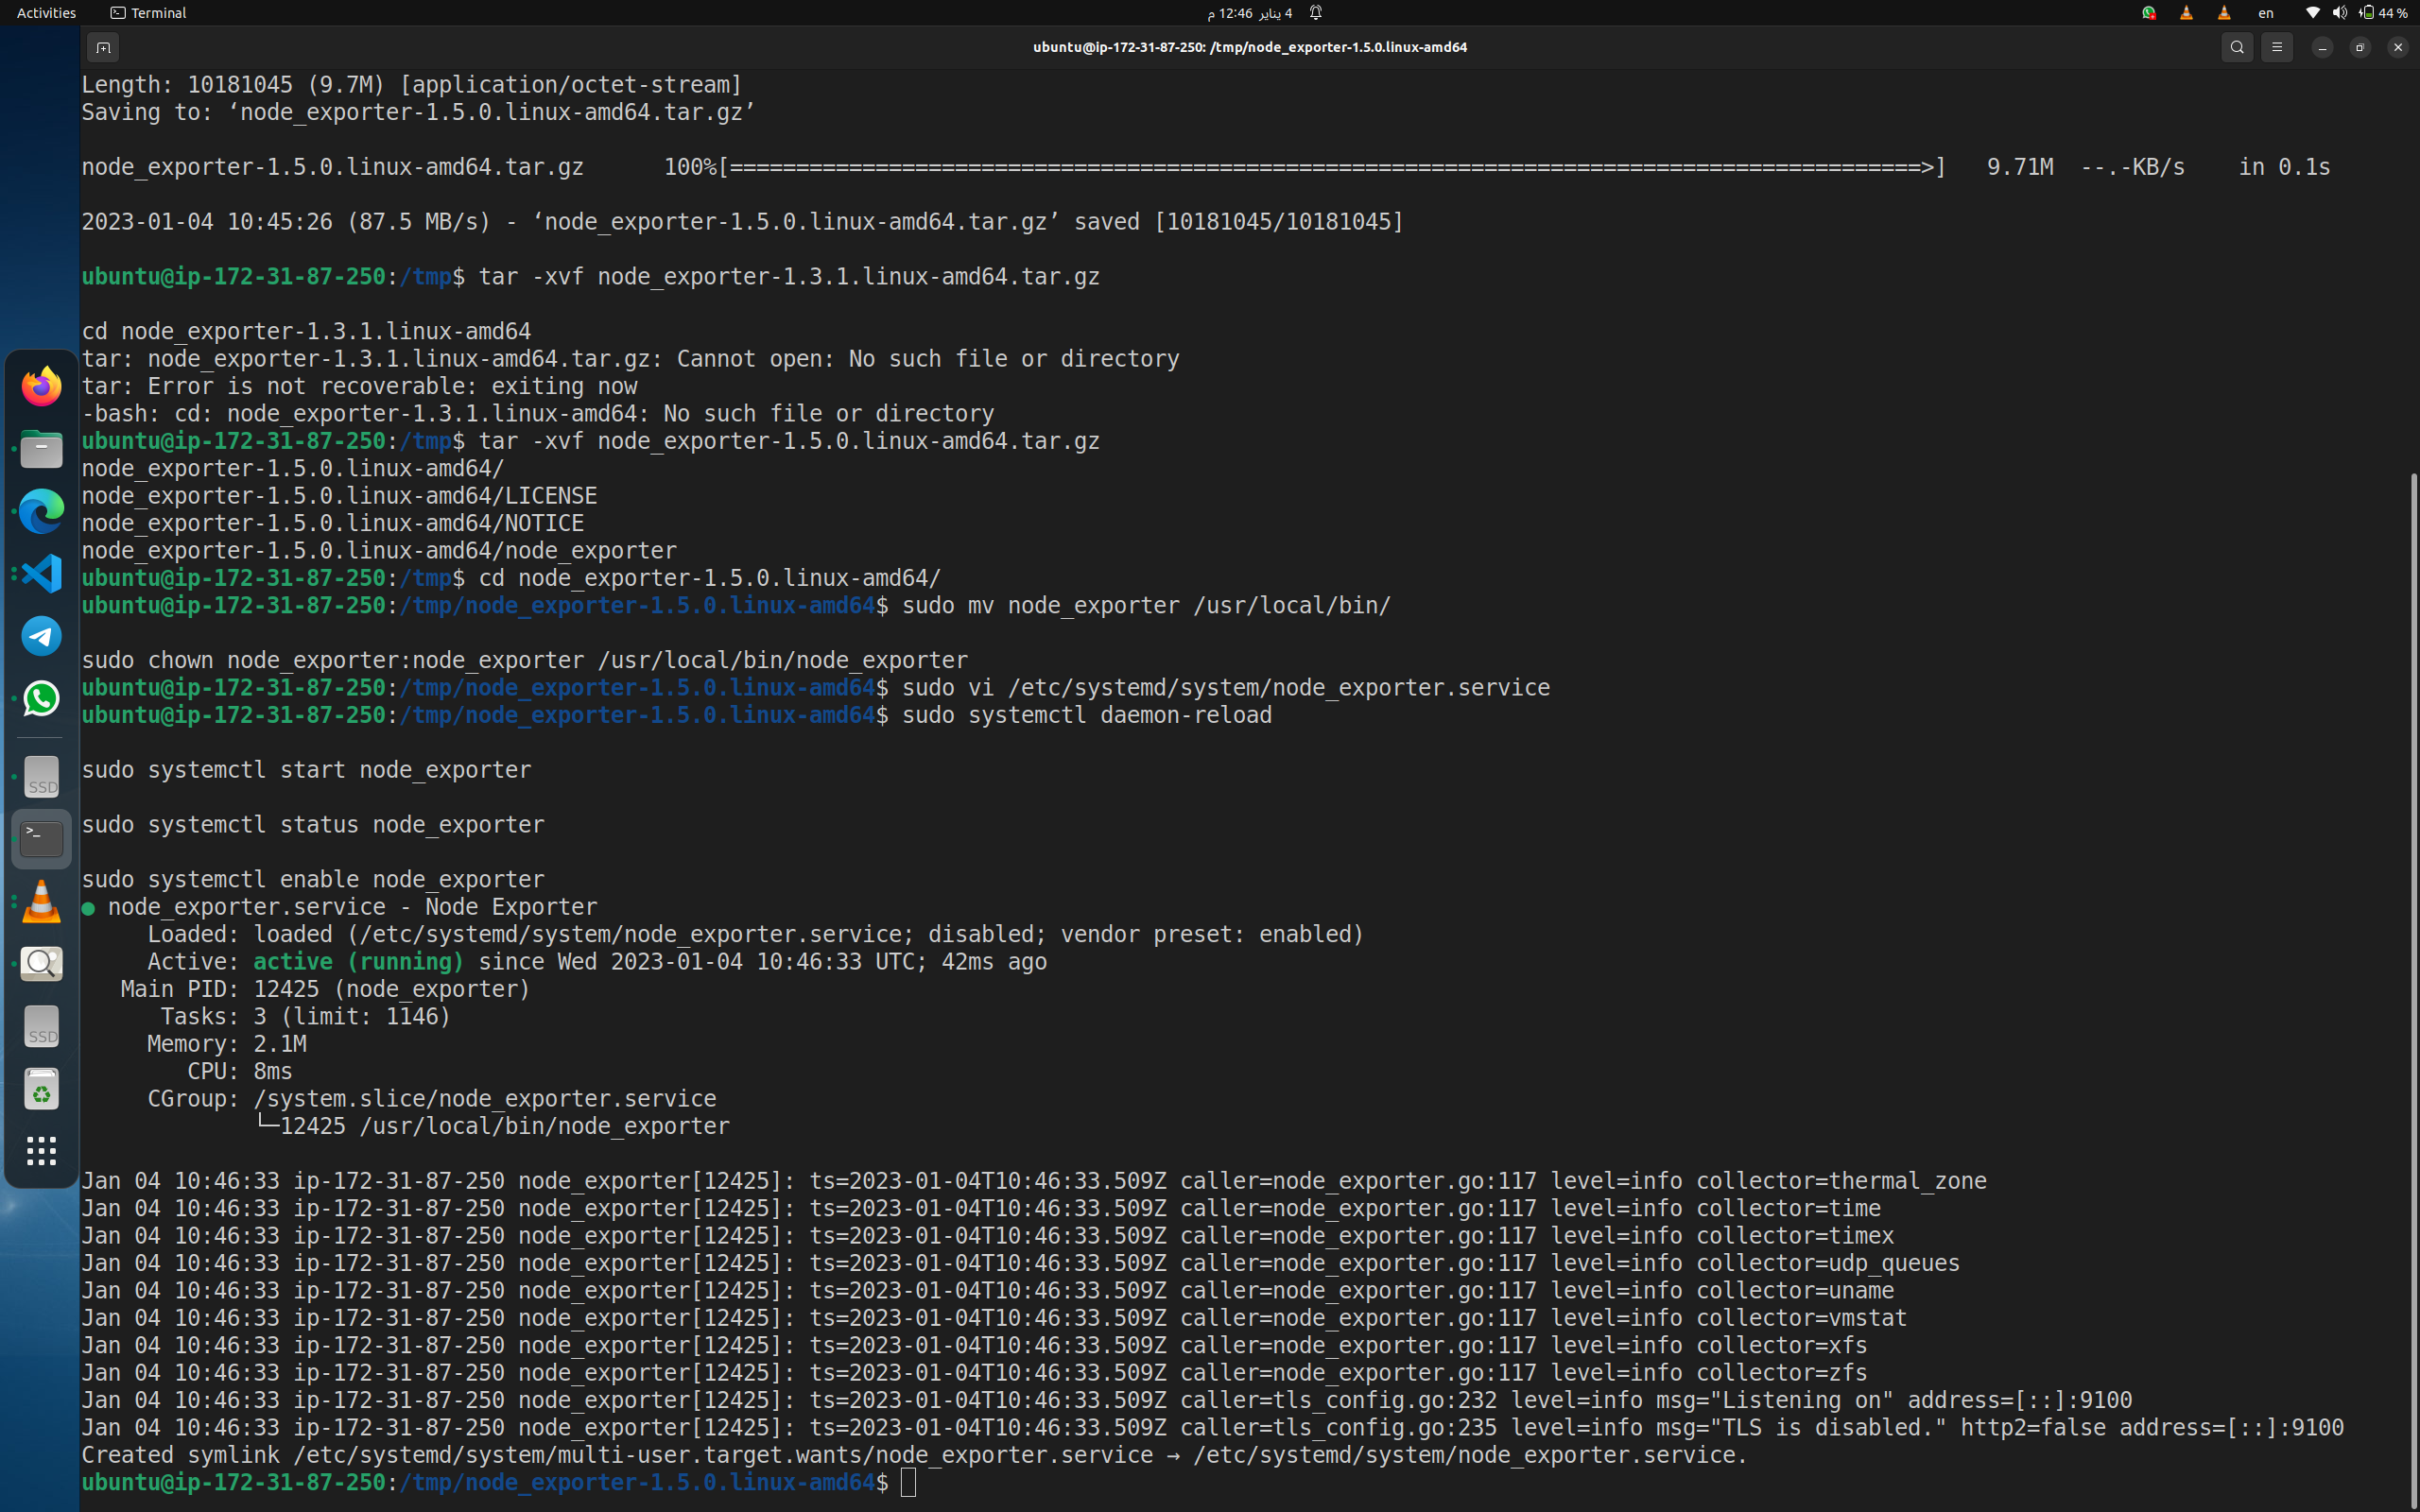 Activities Terminal 4 يناير 12:46 م en 44 %
ubuntu@ip-172-31-87-250: /tmp/node_exporter-1.5.0.linux-amd64
Length: 10181045 (9.7M) [application/octet-stream]
Saving to: ‘node_exporter-1.5.0.linux-amd64.tar.gz’
node_exporter-1.5.0.linux-amd64.tar.gz 100%[==========================================================================================>] 9.71M --.-KB/s in 0.1s
2023-01-04 10:45:26 (87.5 MB/s) - ‘node_exporter-1.5.0.linux-amd64.tar.gz’ saved [10181045/10181045]
ubuntu@ip-172-31-87-250:/tmp$ tar -xvf node_exporter-1.3.1.linux-amd64.tar.gz
cd node_exporter-1.3.1.linux-amd64
tar: node_exporter-1.3.1.linux-amd64.tar.gz: Cannot open: No such file or directory
tar: Error is not recoverable: exiting now
-bash: cd: node_exporter-1.3.1.linux-amd64: No such file or directory
ubuntu@ip-172-31-87-250:/tmp$ tar -xvf node_exporter-1.5.0.linux-amd64.tar.gz
node_exporter-1.5.0.linux-amd64/
node_exporter-1.5.0.linux-amd64/LICENSE
node_exporter-1.5.0.linux-amd64/NOTICE
node_exporter-1.5.0.linux-amd64/node_exporter
ubuntu@ip-172-31-87-250:/tmp$ cd node_exporter-1.5.0.linux-amd64/
ubuntu@ip-172-31-87-250:/tmp/node_exporter-1.5.0.linux-amd64$ sudo mv node_exporter /usr/local/bin/
sudo chown node_exporter:node_exporter /usr/local/bin/node_exporter
ubuntu@ip-172-31-87-250:/tmp/node_exporter-1.5.0.linux-amd64$ sudo vi /etc/systemd/system/node_exporter.service
ubuntu@ip-172-31-87-250:/tmp/node_exporter-1.5.0.linux-amd64$ sudo systemctl daemon-reload
sudo systemctl start node_exporter
SSD
sudo systemctl status node_exporter
sudo systemctl enable node_exporter
● node_exporter.service - Node Exporter
Loaded: loaded (/etc/systemd/system/node_exporter.service; disabled; vendor preset: enabled)
Active: active (running) since Wed 2023-01-04 10:46:33 UTC; 42ms ago
Main PID: 12425 (node_exporter)
Tasks: 3 (limit: 1146)
SSD
Memory: 2.1M
CPU: 8ms
CGroup: /system.slice/node_exporter.service
└─12425 /usr/local/bin/node_exporter
Jan 04 10:46:33 ip-172-31-87-250 node_exporter[12425]: ts=2023-01-04T10:46:33.509Z caller=node_exporter.go:117 level=info collector=thermal_zone
Jan 04 10:46:33 ip-172-31-87-250 node_exporter[12425]: ts=2023-01-04T10:46:33.509Z caller=node_exporter.go:117 level=info collector=time
Jan 04 10:46:33 ip-172-31-87-250 node_exporter[12425]: ts=2023-01-04T10:46:33.509Z caller=node_exporter.go:117 level=info collector=timex
Jan 04 10:46:33 ip-172-31-87-250 node_exporter[12425]: ts=2023-01-04T10:46:33.509Z caller=node_exporter.go:117 level=info collector=udp_queues
Jan 04 10:46:33 ip-172-31-87-250 node_exporter[12425]: ts=2023-01-04T10:46:33.509Z caller=node_exporter.go:117 level=info collector=uname
Jan 04 10:46:33 ip-172-31-87-250 node_exporter[12425]: ts=2023-01-04T10:46:33.509Z caller=node_exporter.go:117 level=info collector=vmstat
Jan 04 10:46:33 ip-172-31-87-250 node_exporter[12425]: ts=2023-01-04T10:46:33.509Z caller=node_exporter.go:117 level=info collector=xfs
Jan 04 10:46:33 ip-172-31-87-250 node_exporter[12425]: ts=2023-01-04T10:46:33.509Z caller=node_exporter.go:117 level=info collector=zfs
Jan 04 10:46:33 ip-172-31-87-250 node_exporter[12425]: ts=2023-01-04T10:46:33.509Z caller=tls_config.go:232 level=info msg="Listening on" address=[::]:9100
Jan 04 10:46:33 ip-172-31-87-250 node_exporter[12425]: ts=2023-01-04T10:46:33.509Z caller=tls_config.go:235 level=info msg="TLS is disabled." http2=false address=[::]:9100
Created symlink /etc/systemd/system/multi-user.target.wants/node_exporter.service → /etc/systemd/system/node_exporter.service.
ubuntu@ip-172-31-87-250:/tmp/node_exporter-1.5.0.linux-amd64$